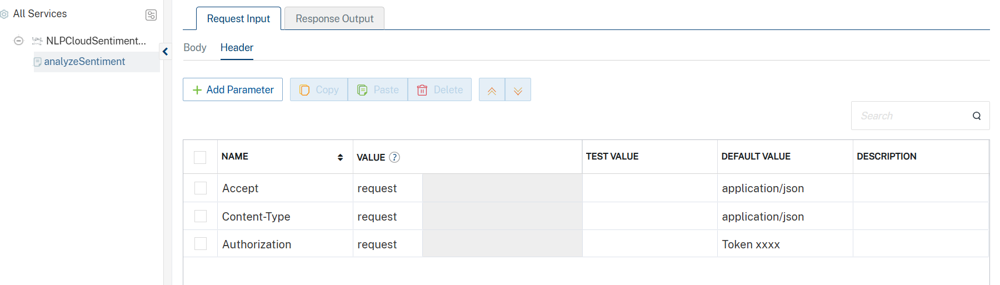 All Services
NLPCloudSentiment...
analyzeSentiment
Request Input Response Output
Body Header
Add Parameter Copy Paste Delete
Search
NAME VALUE ? TEST VALUE DEFAULT VALUE DESCRIPTION
Accept request application/json
Content-Type request application/json
Authorization request Token xxxx